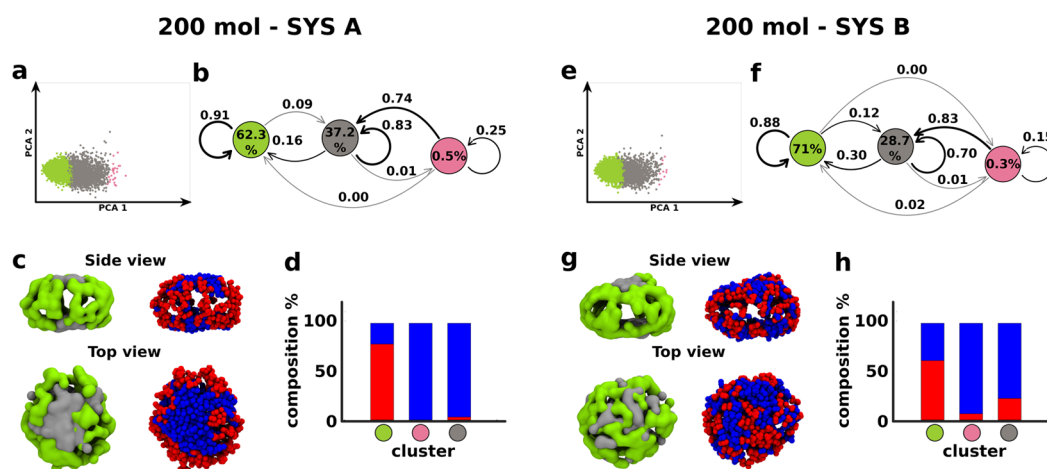 200 mol - SYS A
200 mol - SYS B
a
PCA 2
PCA 1
b
0.91
62.3
%
0.09
0.16
37.2
%
0.83
0.74
0.5%
0.25
0.01
0.00
e
PCA 2
PCA 1
f
0.88
71%
0.12
0.30
28.7
%
0.70
0.00
0.83
0.3%
0.15
0.01
0.02
c
Side view
Top view
d
composition %
100
50
0
cluster
g
Side view
Top view
h
composition %
100
50
0
cluster